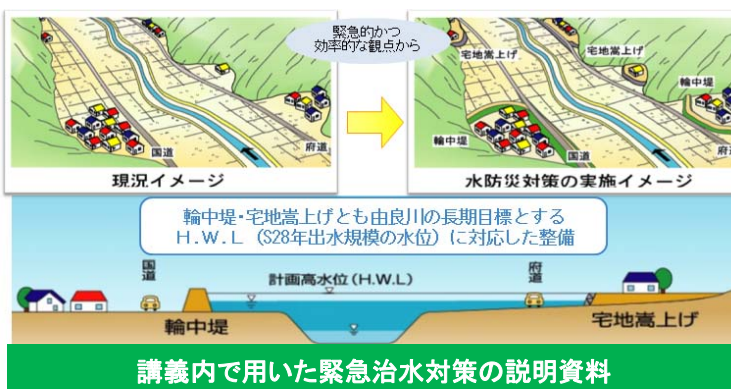 緊急的かつ
効率的な観点から
国道
府道
現況イメージ
宅地嵩上げ
宅地嵩上げ
輪中堤
輪中堤
国道
府道
水防災対策の実施イメージ
輪中堤・宅地嵩上げとも由良川の長期目標とする
H.W.L（S28年出水規模の水位）に対応した整備
国道
計画高水位(H.W.L)
府道
輪中堤
宅地嵩上げ
講義内で用いた緊急治水対策の説明資料